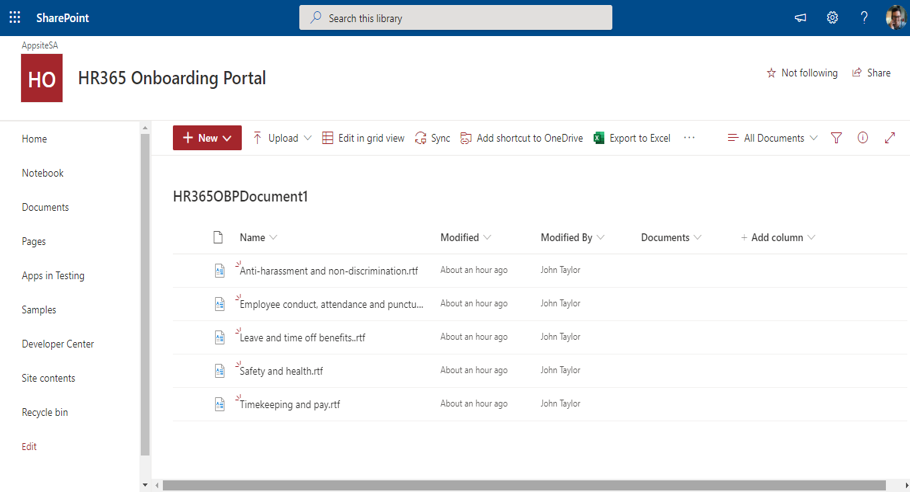 SharePoint
Search this library
?
AppsiteSA
HO
HR365 Onboarding Portal
Not following
Share
Home
Notebook
Documents
Pages
Apps in Testing
Samples
Developer Center
Site contents
Recycle bin
Edit
+ New
Upload
Edit in grid view
Sync
Add shortcut to OneDrive
Export to Excel
...
All Documents
HR365OBPDocument1
Name Modified Modified By Documents + Add column
Anti-harassment and non-discrimination.rtf About an hour ago John Taylor
Employee conduct, attendance and punctu... About an hour ago John Taylor
Leave and time off benefits..rtf About an hour ago John Taylor
Safety and health.rtf About an hour ago John Taylor
Timekeeping and pay.rtf About an hour ago John Taylor